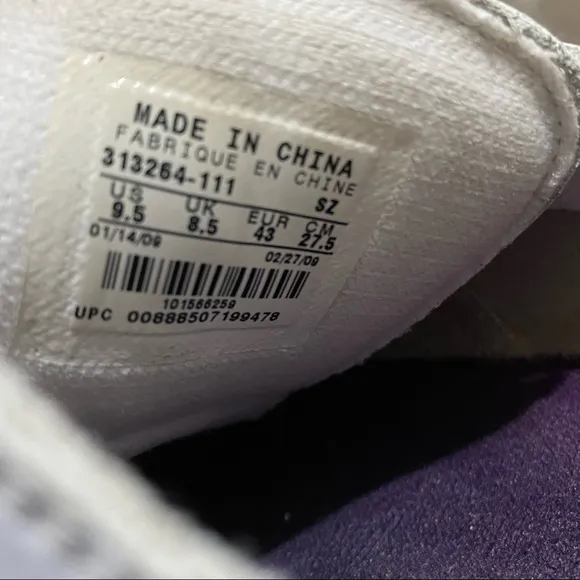 MADE IN CHINA
FABRIQUE EN CHINE
313264-111 SZ
US UK EUR CM
9.5 8.5 43 27.5
01/14/09 02/27/09
101566259
UPC 00888507199478